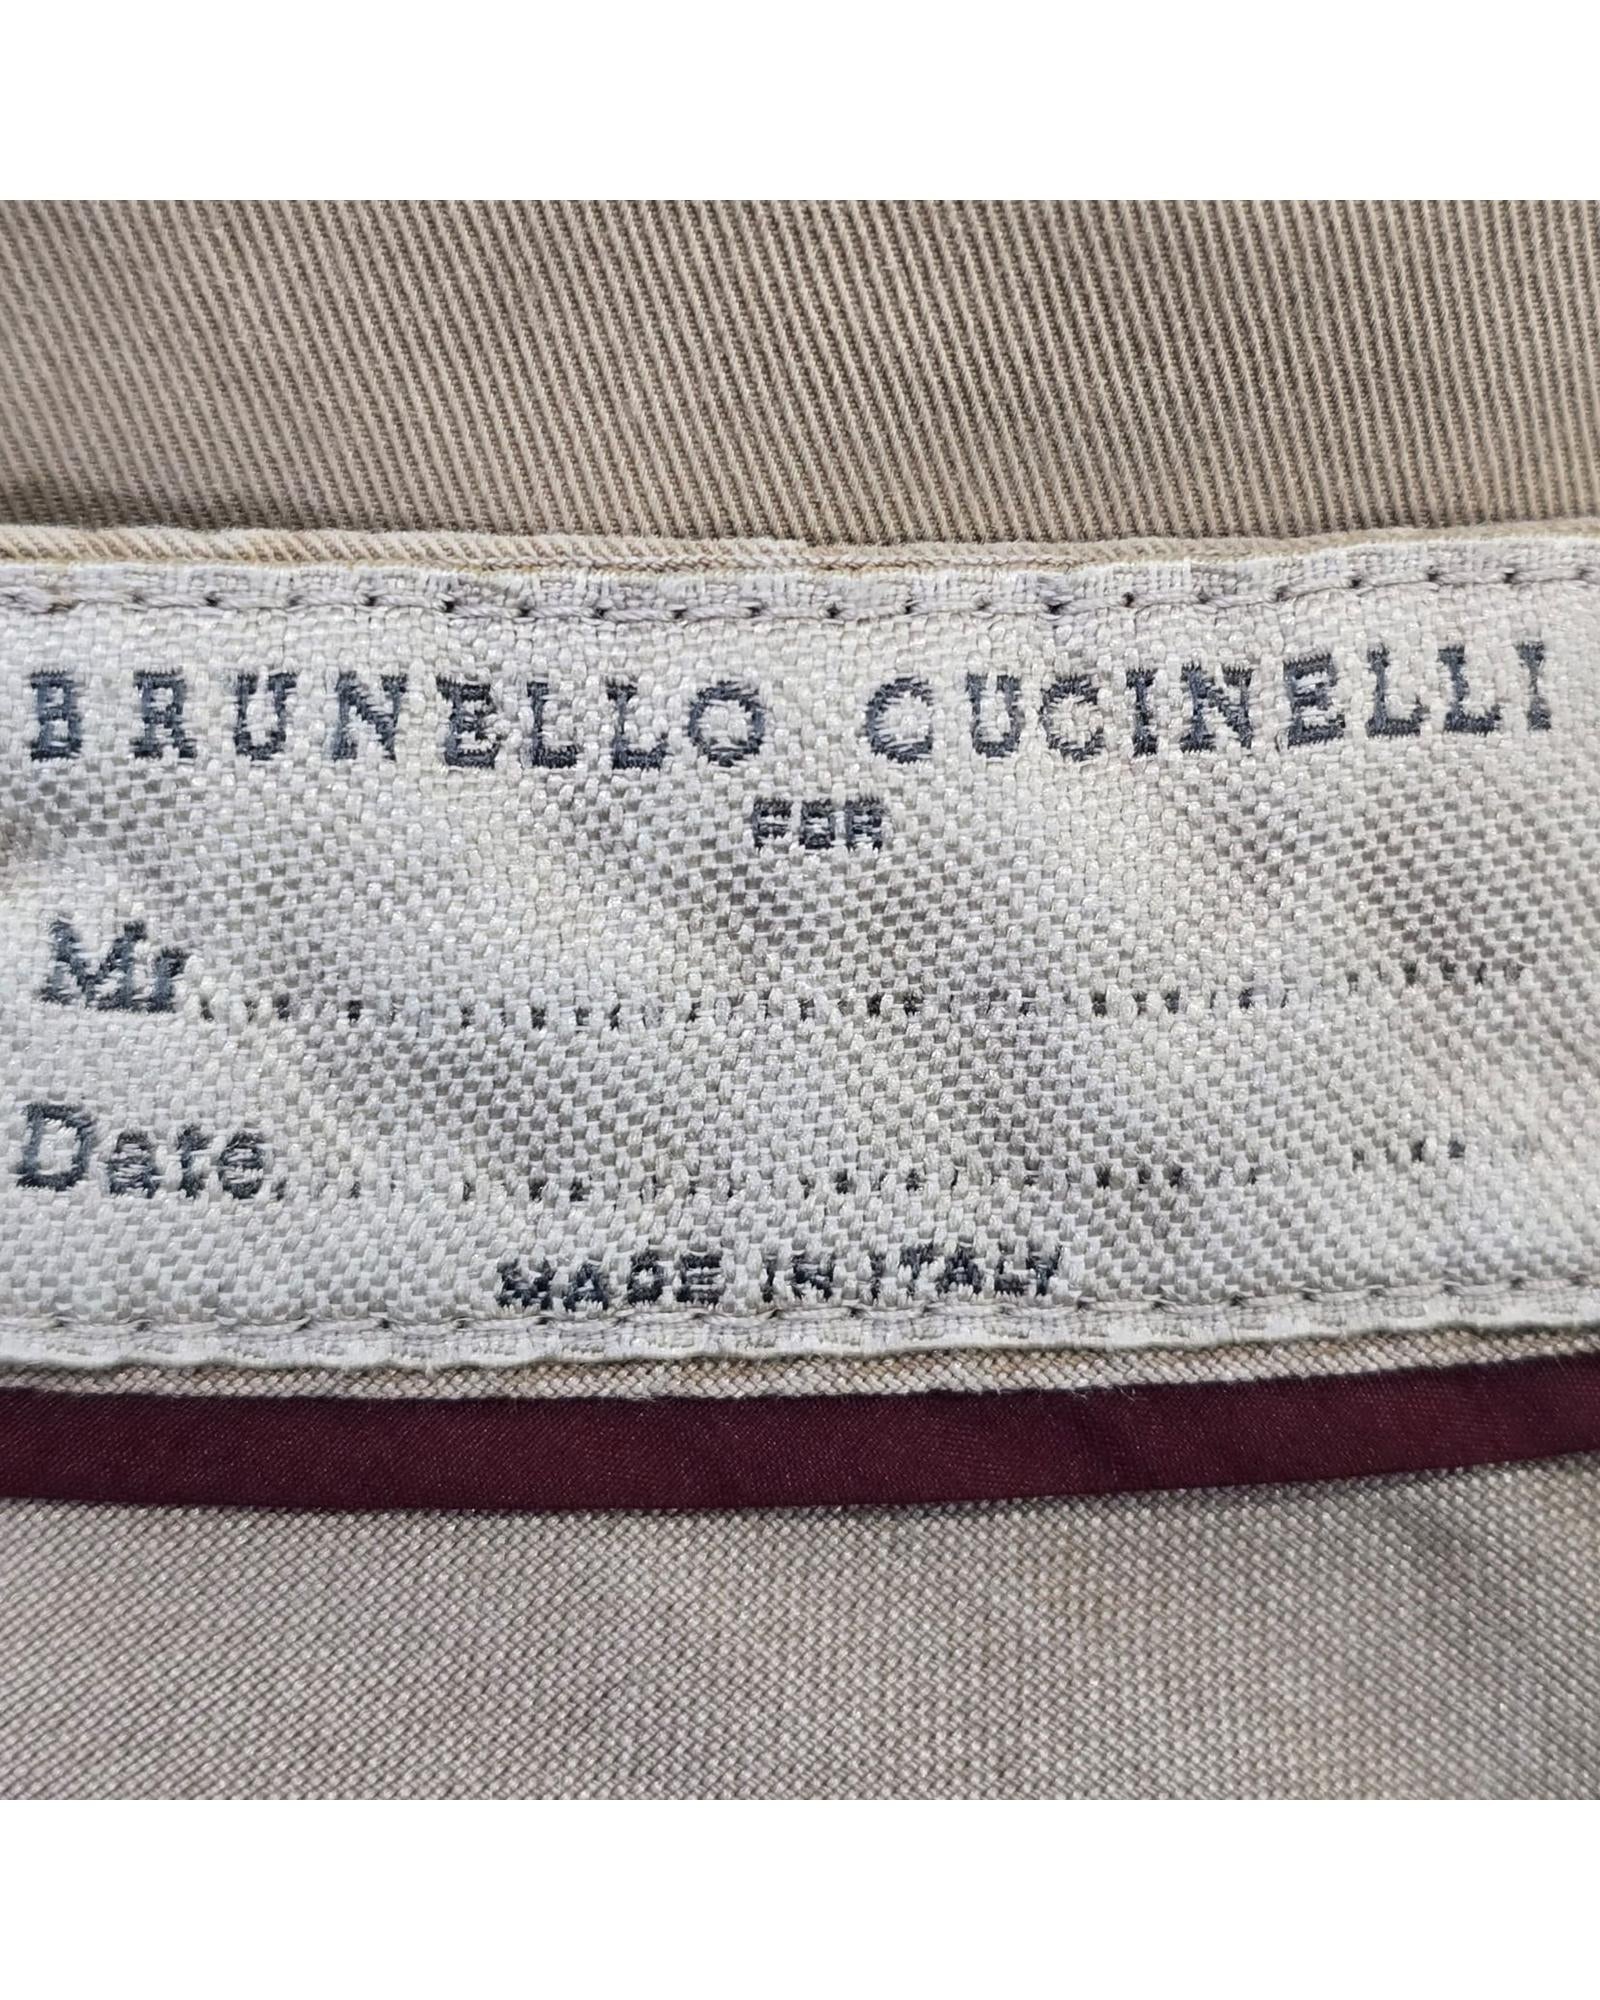 BRUNELLO CUCINELLI
FOR
Mr.
Date.
MADE IN ITALY